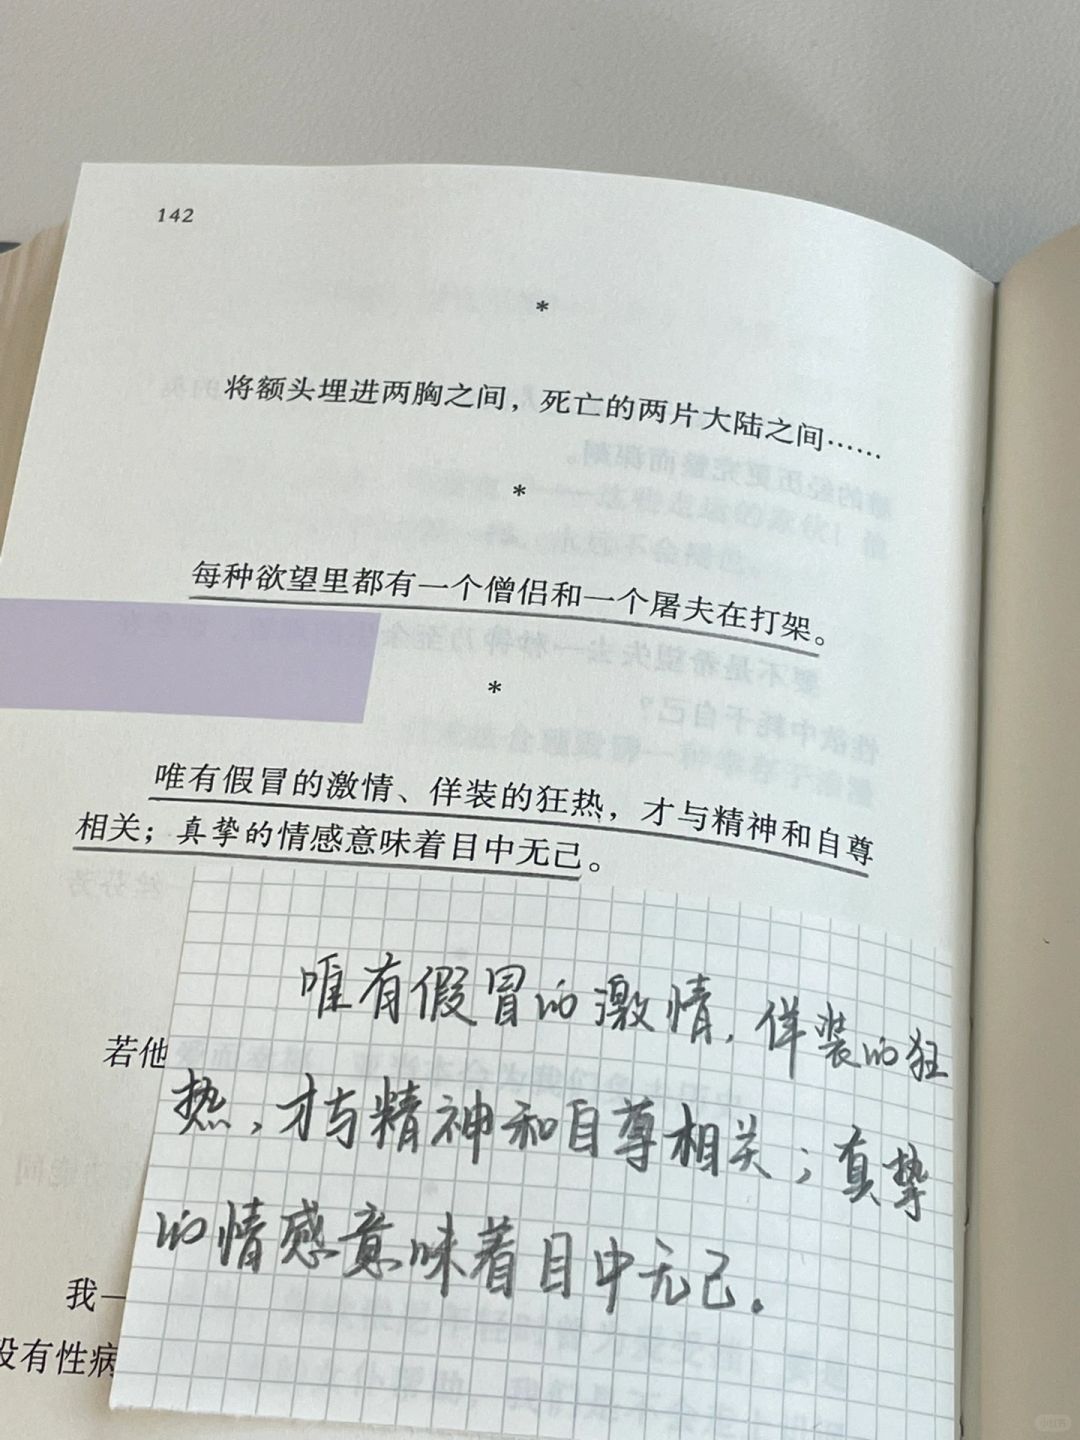 142
*
将额头埋进两胸之间，死亡的两片大陆之间……
*
每种欲望里都有一个僧侣和一个屠夫在打架。
*
唯有假冒的激情、佯装的狂热，才与精神和自尊
相关；真挚的情感意味着目中无己。
唯有假冒的激情，佯装的狂
热，才与精神和自尊相关；真挚
的情感意味着目中无己。
若他
我一
没有性病
小红书